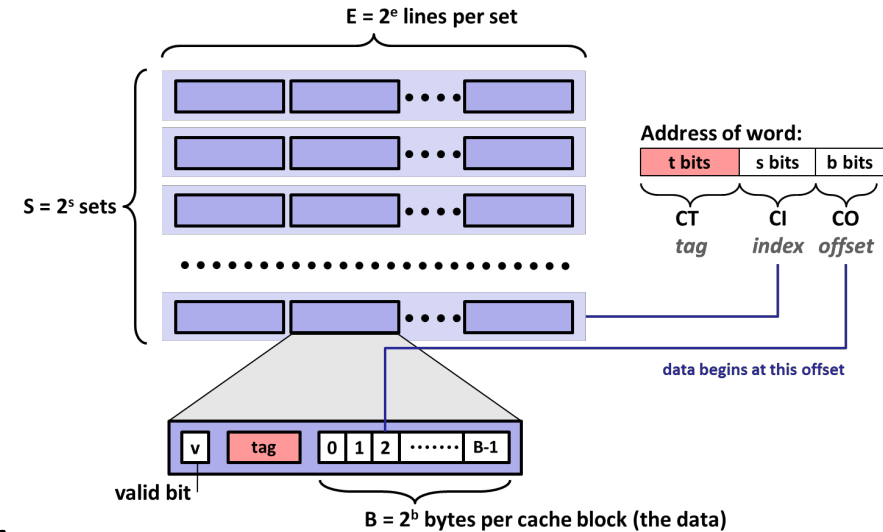 E = 2ᵉ lines per set
S = 2ˢ sets
Address of word:
t bits s bits b bits
CT CI CO
tag index offset
data begins at this offset
v tag 0 1 2 ······· B-1
valid bit
B = 2ᵇ bytes per cache block (the data)